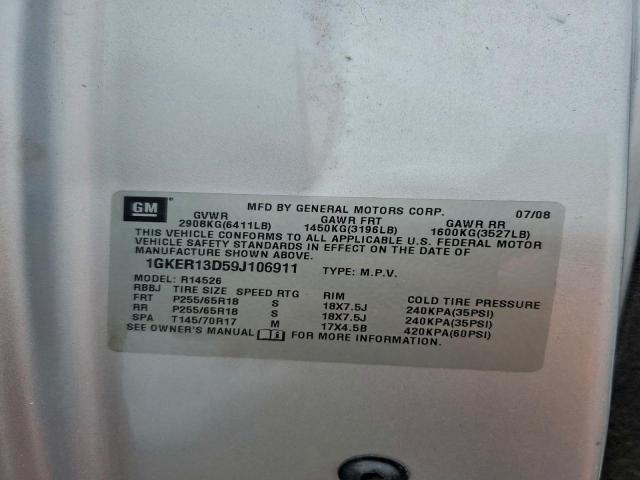 GM ® MFD BY GENERAL MOTORS CORP. 07/08
GVWR GAWR FRT GAWR RR
2908KG(6411LB) 1450KG(3196LB) 1600KG(3527LB)
THIS VEHICLE CONFORMS TO ALL APPLICABLE U.S. FEDERAL MOTOR
VEHICLE SAFETY STANDARDS IN EFFECT ON THE DATE OF
MANUFACTURE SHOWN ABOVE.
1GKER13D59J106911 TYPE: M.P.V.
MODEL: R14526
RBBJ TIRE SIZE SPEED RTG RIM COLD TIRE PRESSURE
FRT P255/65R18 S 18X7.5J 240KPA(35PSI)
RR P255/65R18 S 18X7.5J 240KPA(35PSI)
SPA T145/70R17 M 17X4.5B 420KPA(60PSI)
SEE OWNER'S MANUAL FOR MORE INFORMATION.